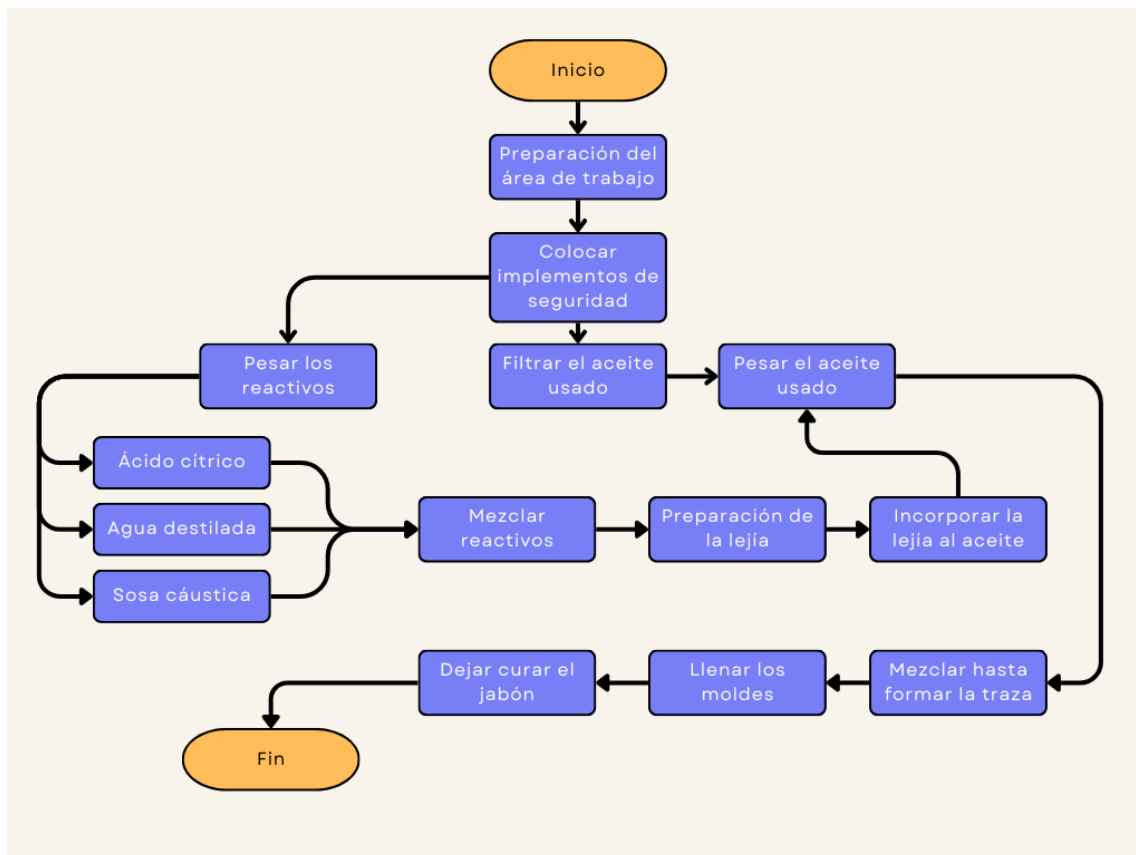 Inicio
Preparación del
área de trabajo
Colocar
implementos de
seguridad
Pesar los
reactivos
Filtrar el aceite
usado
Pesar el aceite
usado
Ácido cítrico
Agua destilada
Sosa cáustica
Mezclar
reactivos
Preparación de
la lejía
Incorporar la
lejía al aceite
Dejar curar el
jabón
Llenar los
moldes
Mezclar hasta
formar la traza
Fin